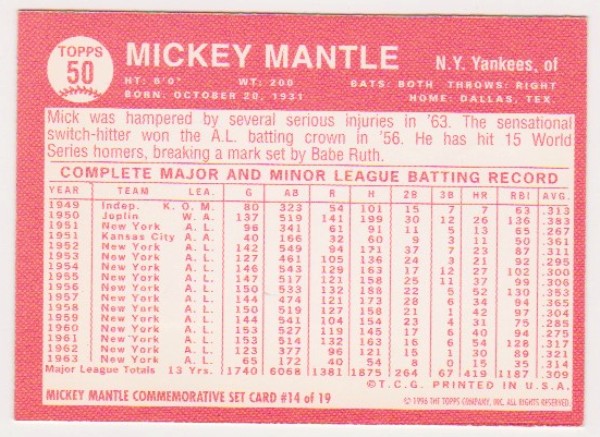 TOPPS
50
MICKEY MANTLE N.Y. Yankees, of
HT: 6'0" WT: 200 BATS: BOTH THROWS: RIGHT
BORN: OCTOBER 20, 1931 HOME: DALLAS, TEX.
Mick was hampered by several serious injuries in '63. The sensational
switch-hitter won the A.L. batting crown in '56. He has hit 15 World
Series homers, breaking a mark set by Babe Ruth.
COMPLETE MAJOR AND MINOR LEAGUE BATTING RECORD
YEAR TEAM LEA. G AB R H 2B 3B HR RBI AVG.
1949 Indep. K.O.M. 80 323 54 101 15 7 7 63 .313
1950 Joplin W.A. 137 519 141 199 30 12 26 136 .383
1951 New York A.L. 96 341 61 91 11 5 13 65 .267
1951 Kansas City A.A. 40 166 32 60 9 3 11 50 .361
1952 New York A.L. 142 549 94 171 37 7 23 87 .311
1953 New York A.L. 127 461 105 136 24 3 21 92 .295
1954 New York A.L. 146 543 129 163 17 12 27 102 .300
1955 New York A.L. 147 517 121 158 25 11 37 99 .306
1956 New York A.L. 150 533 132 188 22 5 52 130 .353
1957 New York A.L. 144 474 121 173 28 6 34 94 .365
1958 New York A.L. 150 519 127 158 21 1 42 97 .304
1959 New York A.L. 144 541 104 154 23 4 31 75 .285
1960 New York A.L. 153 527 119 145 17 6 40 94 .275
1961 New York A.L. 153 514 132 163 16 6 54 128 .317
1962 New York A.L. 123 377 96 121 15 1 30 89 .321
1963 New York A.L. 65 172 40 54 8 0 15 35 .314
Major League Totals 13 Yrs. 1740 6068 1381 1875 264 67 419 1187 .309
©T.C.G. PRINTED IN U.S.A.
MICKEY MANTLE COMMEMORATIVE SET CARD #14 of 19 © 1996 THE TOPPS COMPANY, INC. ALL RIGHTS RESERVED